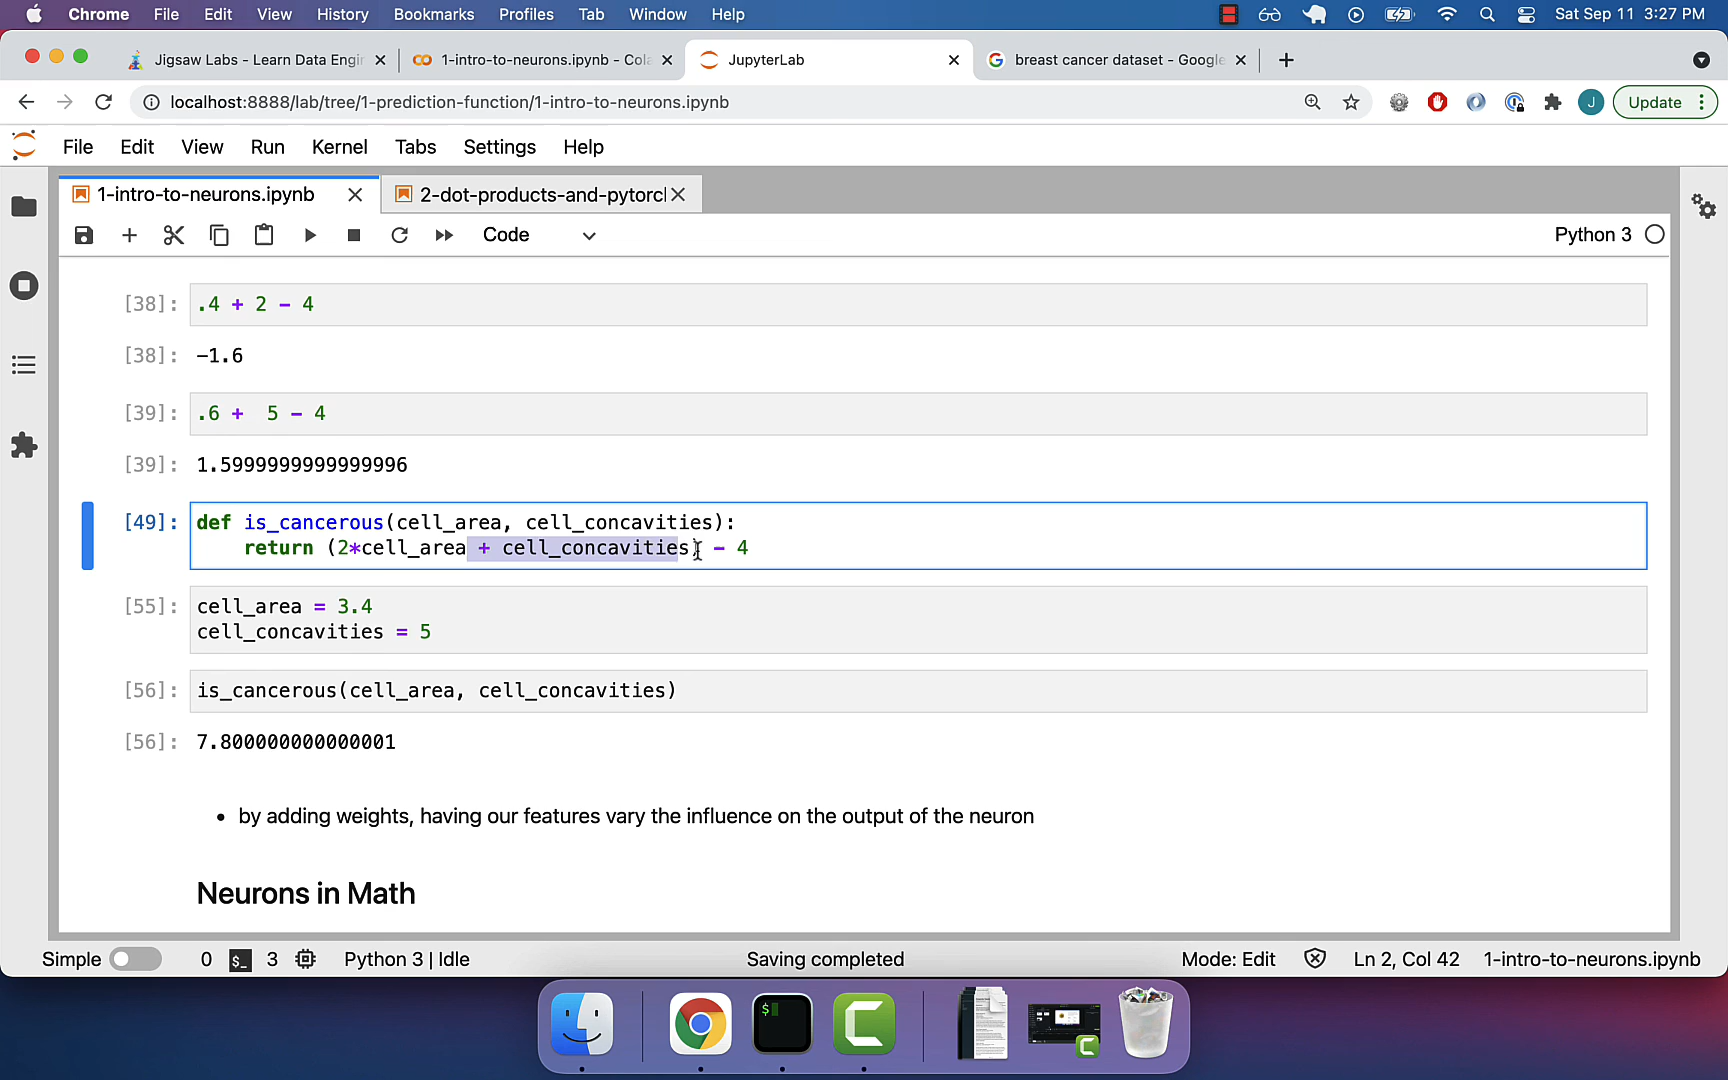 Chrome File Edit View History Bookmarks Profiles Tab Window Help Sat Sep 11 3:27 PM
Jigsaw Labs - Learn Data Engi 1-intro-to-neurons.ipynb - Cola JupyterLab breast cancer dataset - Google
localhost:8888/lab/tree/1-prediction-function/1-intro-to-neurons.ipynb J Update
File Edit View Run Kernel Tabs Settings Help
1-intro-to-neurons.ipynb 2-dot-products-and-pytorcl
Code Python 3
[38]: .4 + 2 - 4
[38]: -1.6
[39]: .6 +  5 - 4
[39]: 1.5999999999999996
[49]: def is_cancerous(cell_area, cell_concavities):
return (2*cell_area + cell_concavities) - 4
[55]: cell_area = 3.4
cell_concavities = 5
[56]: is_cancerous(cell_area, cell_concavities)
[56]: 7.800000000000001
• by adding weights, having our features vary the influence on the output of the neuron
Neurons in Math
Simple 0 $_ 3 Python 3 | Idle Saving completed Mode: Edit Ln 2, Col 42 1-intro-to-neurons.ipynb
$